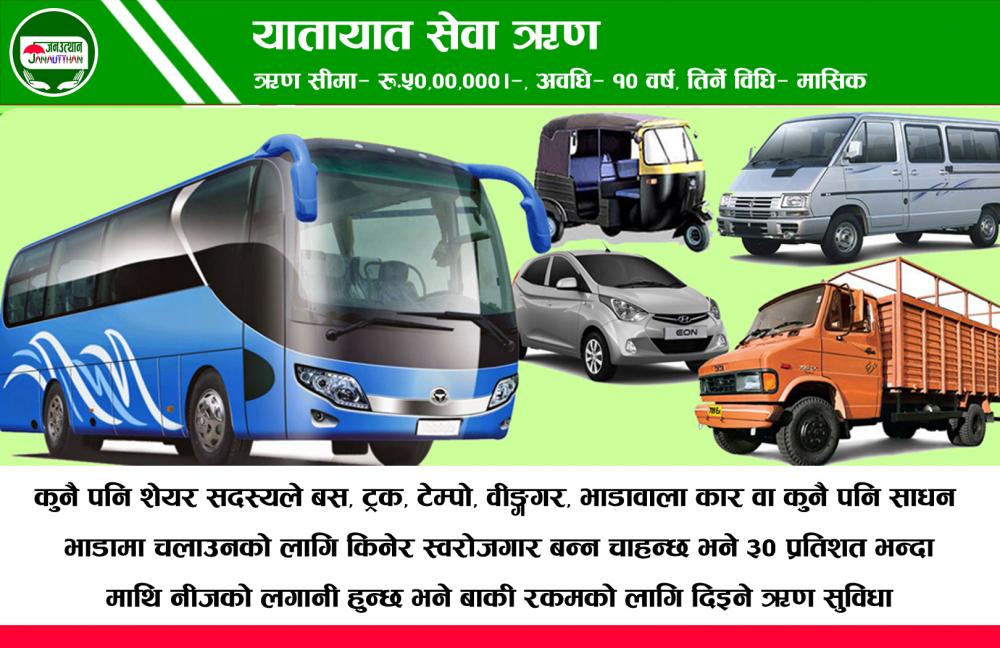 जनउत्थान
JANAUTTHAN
यातायात सेवा ऋण
ऋण सीमा- रू.५०,००,०००।-, अवधि- १० वर्ष, तिर्ने विधि- मासिक
EON
कुनै पनि शेयर सदस्यले बस, ट्रक, टेम्पो, वीङ्गगर, भाडावाला कार वा कुनै पनि साधन
भाडामा चलाउनको लागि किनेर स्वरोजगार बन्न चाहन्छ भने ३० प्रतिशत भन्दा
माथि नीजको लगानी हुन्छ भने बाकी रकमको लागि दिइने ऋण सुविधा